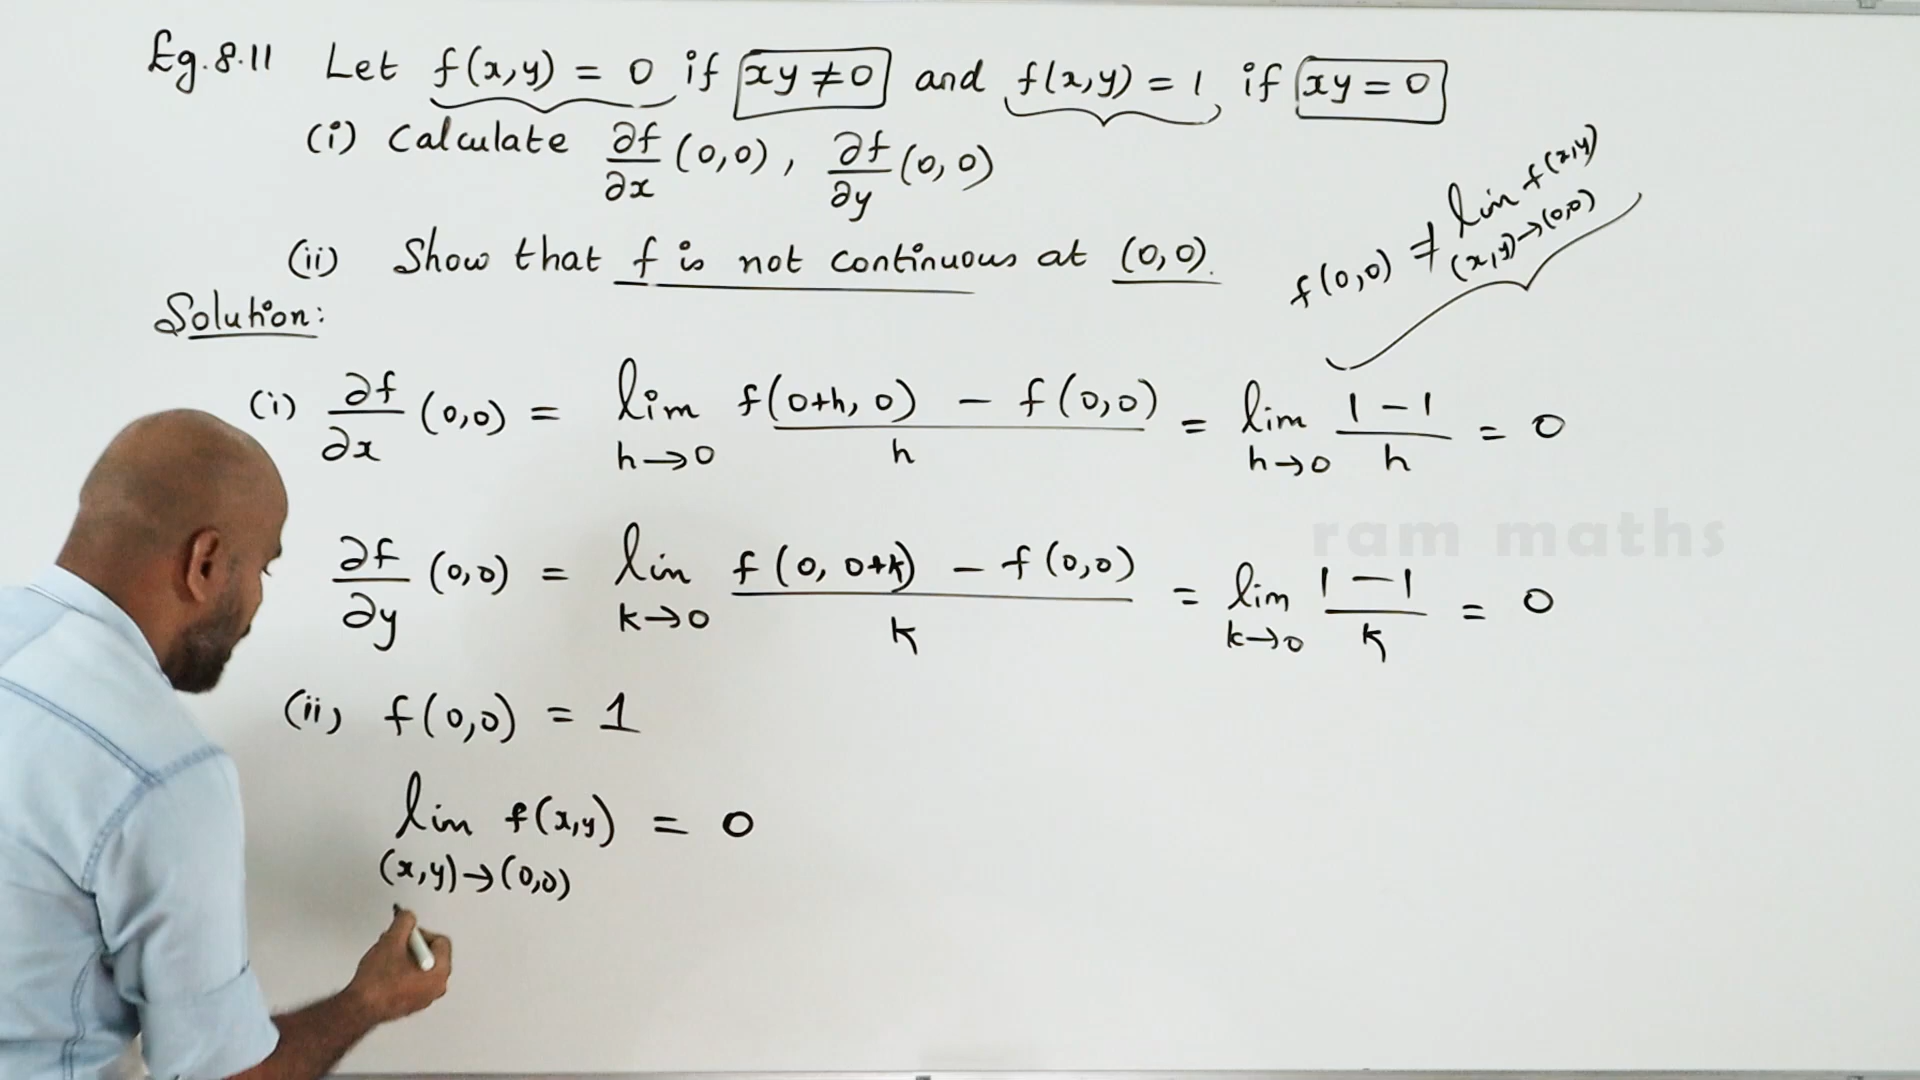 Eg.8.11 Let f(x,y) = 0 if xy ≠ 0 and f(x,y) = 1 if xy = 0
(i) Calculate ∂f/∂x (0,0), ∂f/∂y (0,0)
(ii) Show that f is not continuous at (0,0).
f(0,0) ≠ lim (x,y)→(0,0) f(x,y)
Solution:
(i) ∂f/∂x (0,0) = lim h→0 (f(0+h, 0) - f(0,0))/h = lim h→0 (1-1)/h = 0
ram maths
∂f/∂y (0,0) = lim k→0 (f(0, 0+k) - f(0,0))/k = lim k→0 (1-1)/k = 0
(ii) f(0,0) = 1
lim (x,y)→(0,0) f(x,y) = 0